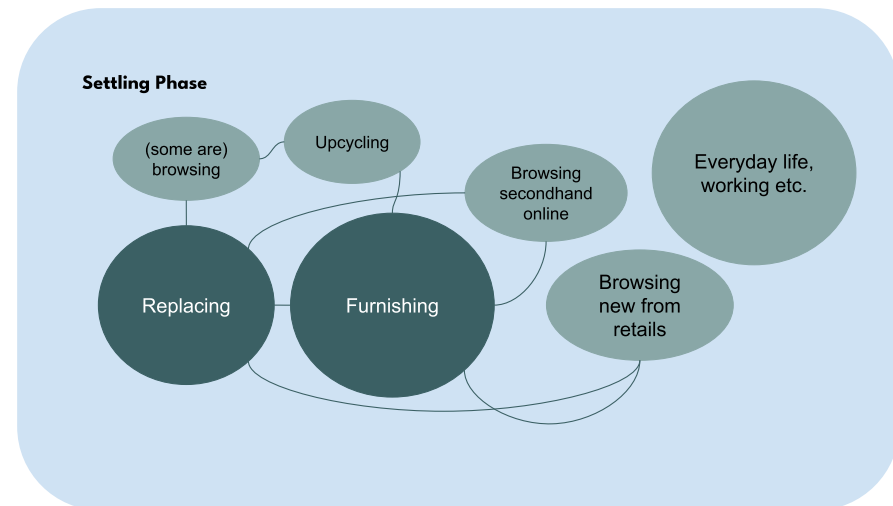 Settling Phase
(some are)
browsing
Upcycling
Browsing
secondhand
online
Everyday life,
working etc.
Replacing
Furnishing
Browsing
new from
retails